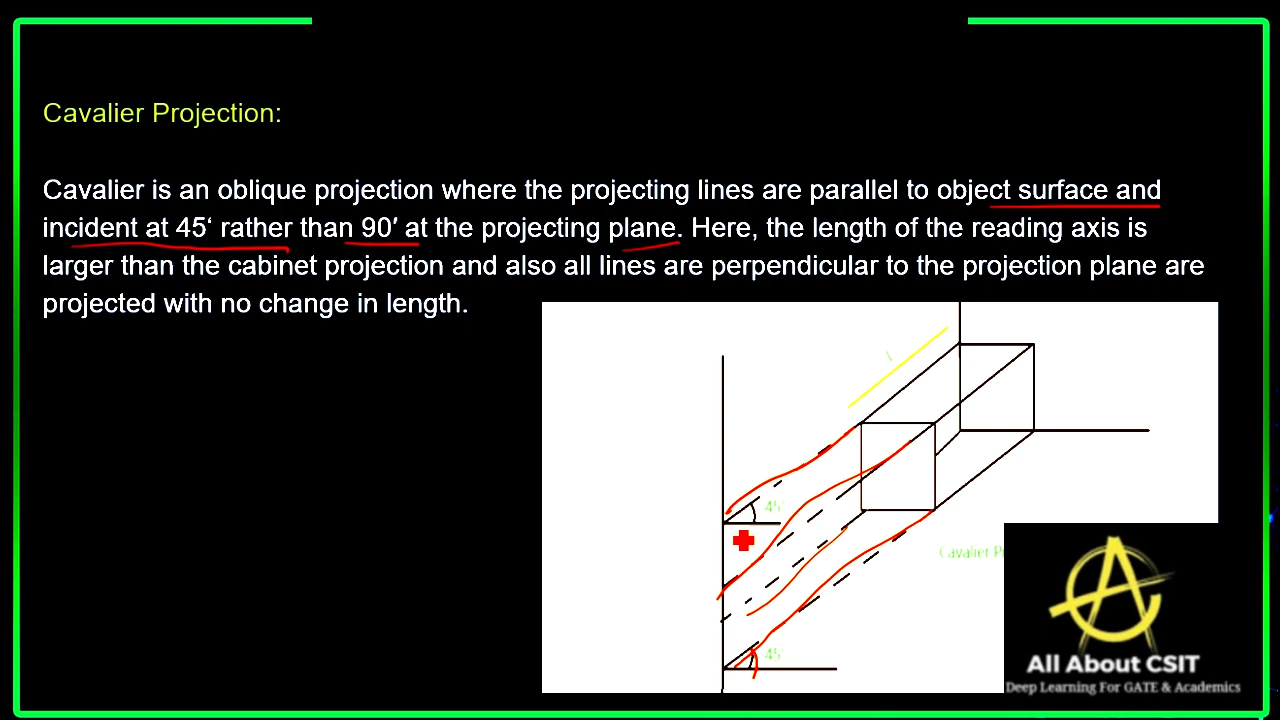 Cavalier Projection:
Cavalier is an oblique projection where the projecting lines are parallel to object surface and
incident at 45‘ rather than 90′ at the projecting plane. Here, the length of the reading axis is
larger than the cabinet projection and also all lines are perpendicular to the projection plane are
projected with no change in length.
L
45
Cavalier Pr
45
All About CSIT
Deep Learning For GATE & Academics